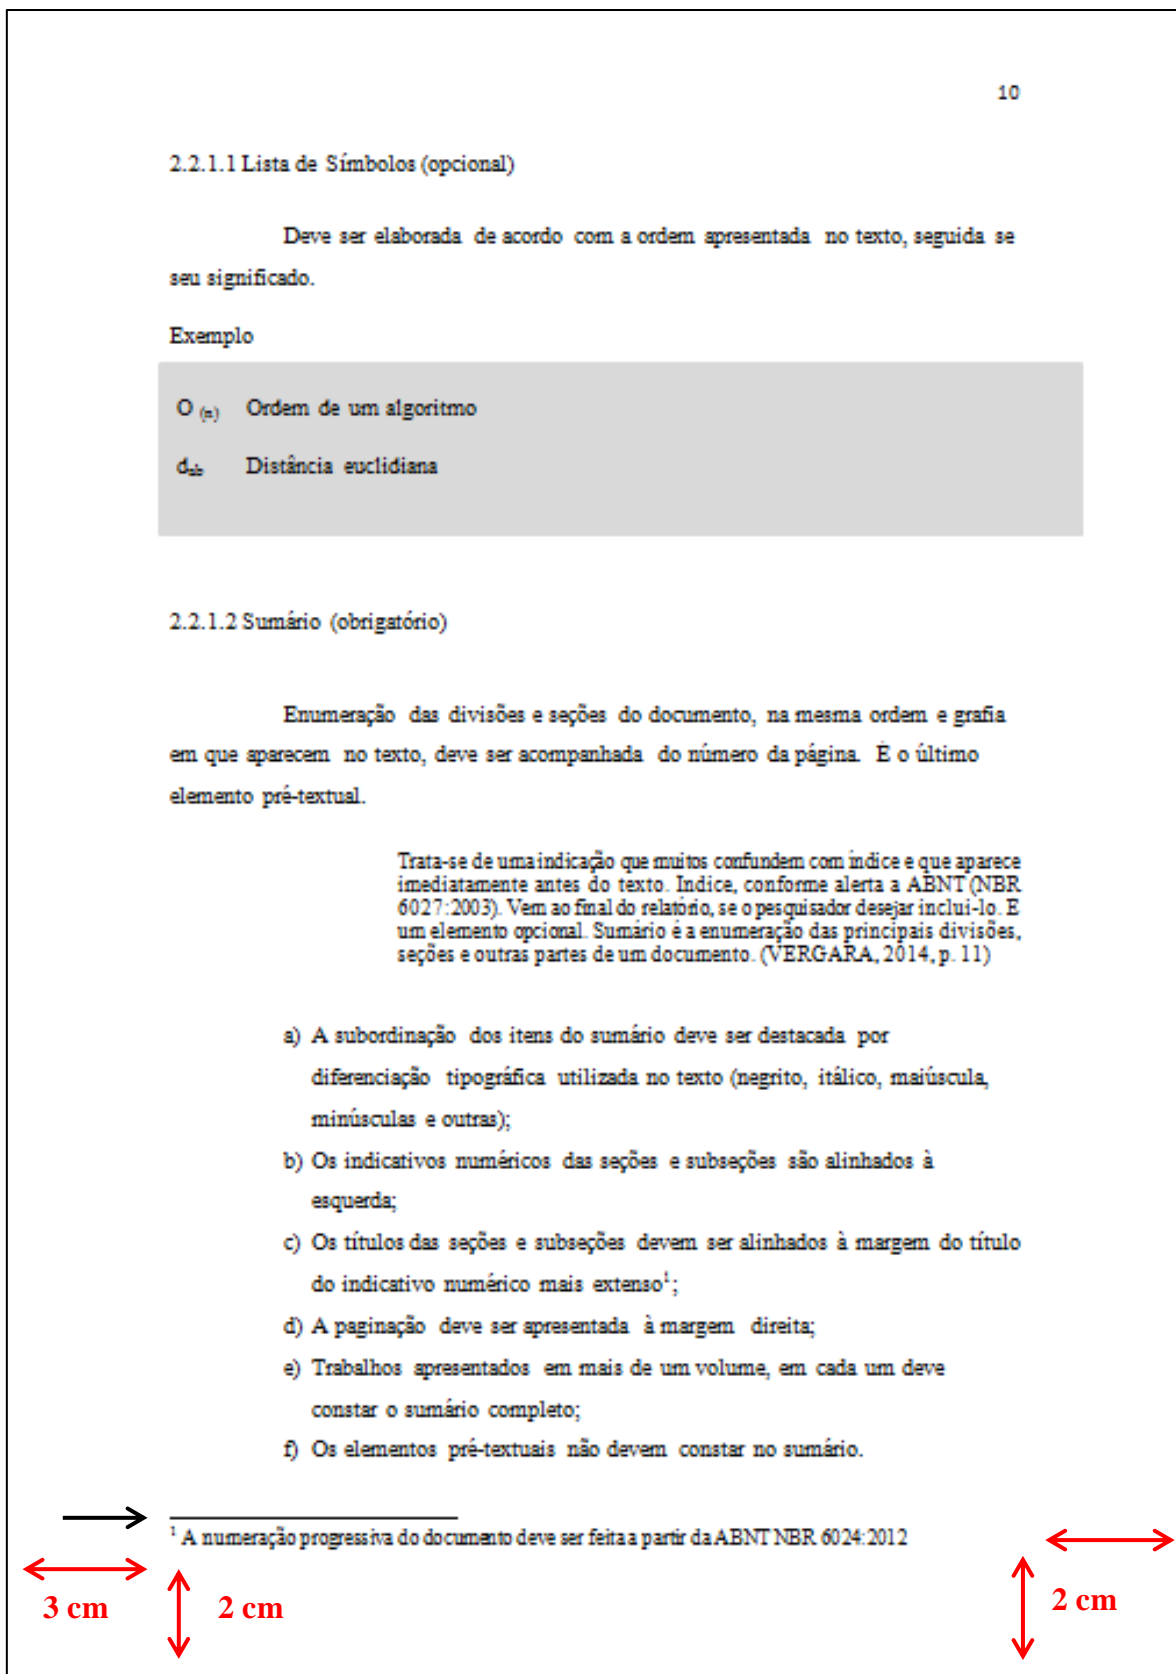 10
2.2.1.1 Lista de Símbolos (opcional)
Deve ser elaborada de acordo com a ordem apresentada no texto, seguida se
seu significado.
Exemplo
O (n) Ordem de um algoritmo
dab Distância euclidiana
2.2.1.2 Sumário (obrigatório)
Enumeração das divisões e seções do documento, na mesma ordem e grafia
em que aparecem no texto, deve ser acompanhada do número da página. É o último
elemento pré-textual.
Trata-se de uma indicação que muitos confundem com índice e que aparece
imediatamente antes do texto. Indice, conforme alerta a ABNT (NBR
6027:2003). Vem ao final do relatório, se o pesquisador desejar incluí-lo. E
um elemento opcional. Sumário é a enumeração das principais divisões,
seções e outras partes de um documento. (VERGARA, 2014, p. 11)
a) A subordinação dos itens do sumário deve ser destacada por
diferenciação tipográfica utilizada no texto (negrito, itálico, maiúscula,
minúsculas e outras);
b) Os indicativos numéricos das seções e subseções são alinhados à
esquerda;
c) Os títulos das seções e subseções devem ser alinhados à margem do título
do indicativo numérico mais extenso¹;
d) A paginação deve ser apresentada à margem direita;
e) Trabalhos apresentados em mais de um volume, em cada um deve
constar o sumário completo;
f) Os elementos pré-textuais não devem constar no sumário.
¹ A numeração progressiva do documento deve ser feita a partir da ABNT NBR 6024:2012
3 cm 2 cm 2 cm